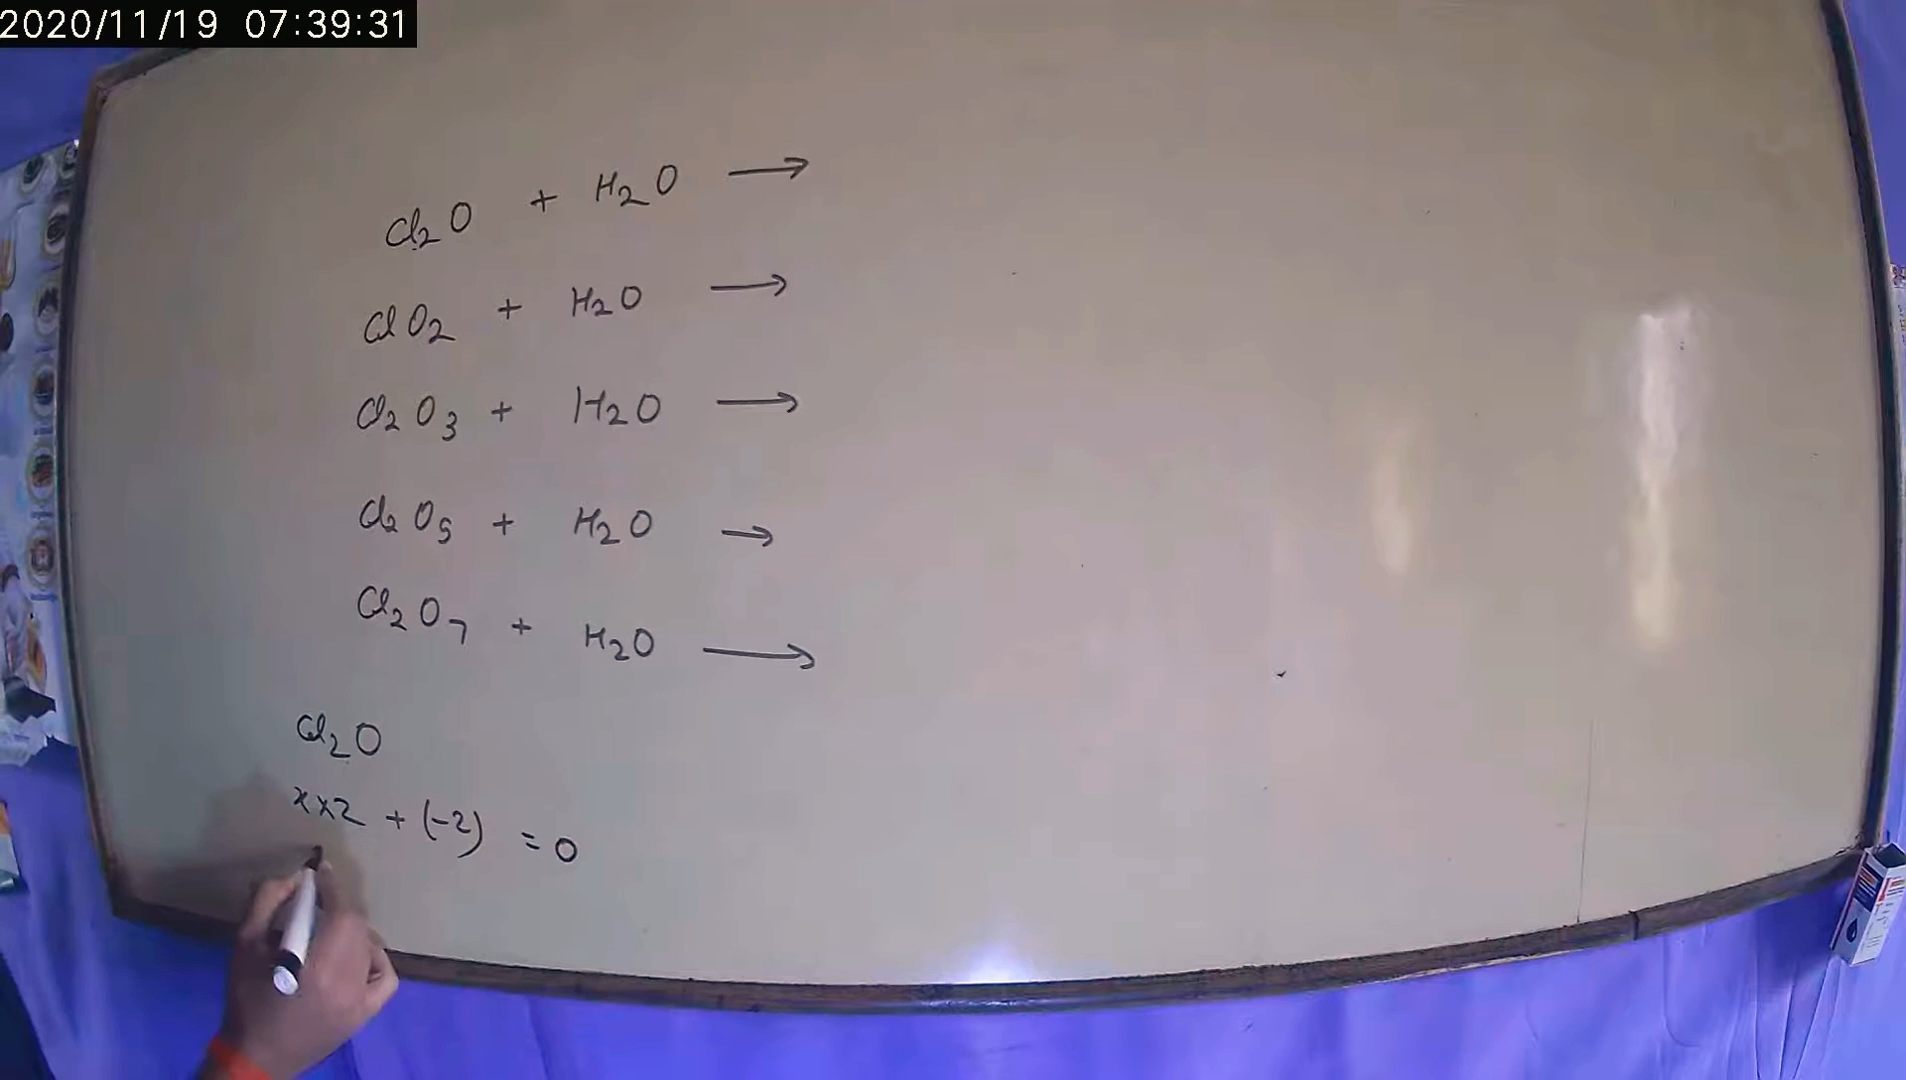 2020/11/19 07:39:31
Cl₂O + H₂O →
ClO₂ + H₂O →
Cl₂O₃ + H₂O →
Cl₂O₅ + H₂O →
Cl₂O₇ + H₂O →
Cl₂O
x×2 + (-2) = 0